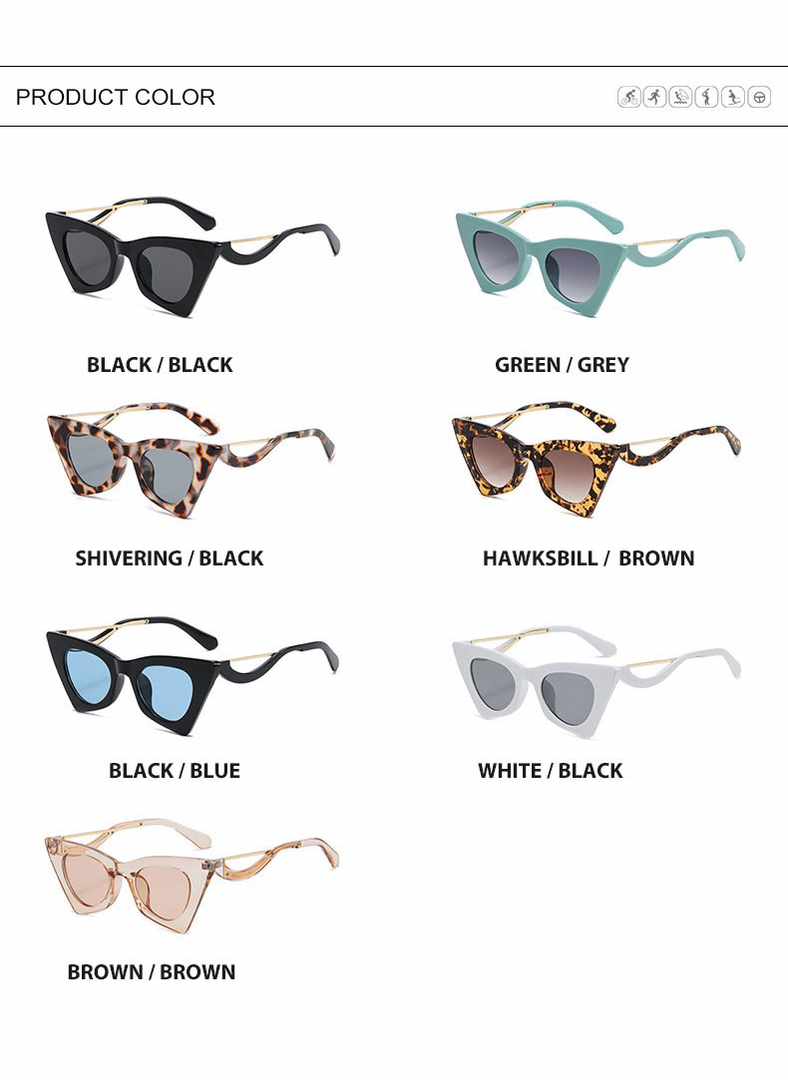 PRODUCT COLOR
BLACK / BLACK
GREEN / GREY
SHIVERING / BLACK
HAWKSBILL / BROWN
BLACK / BLUE
WHITE / BLACK
BROWN / BROWN